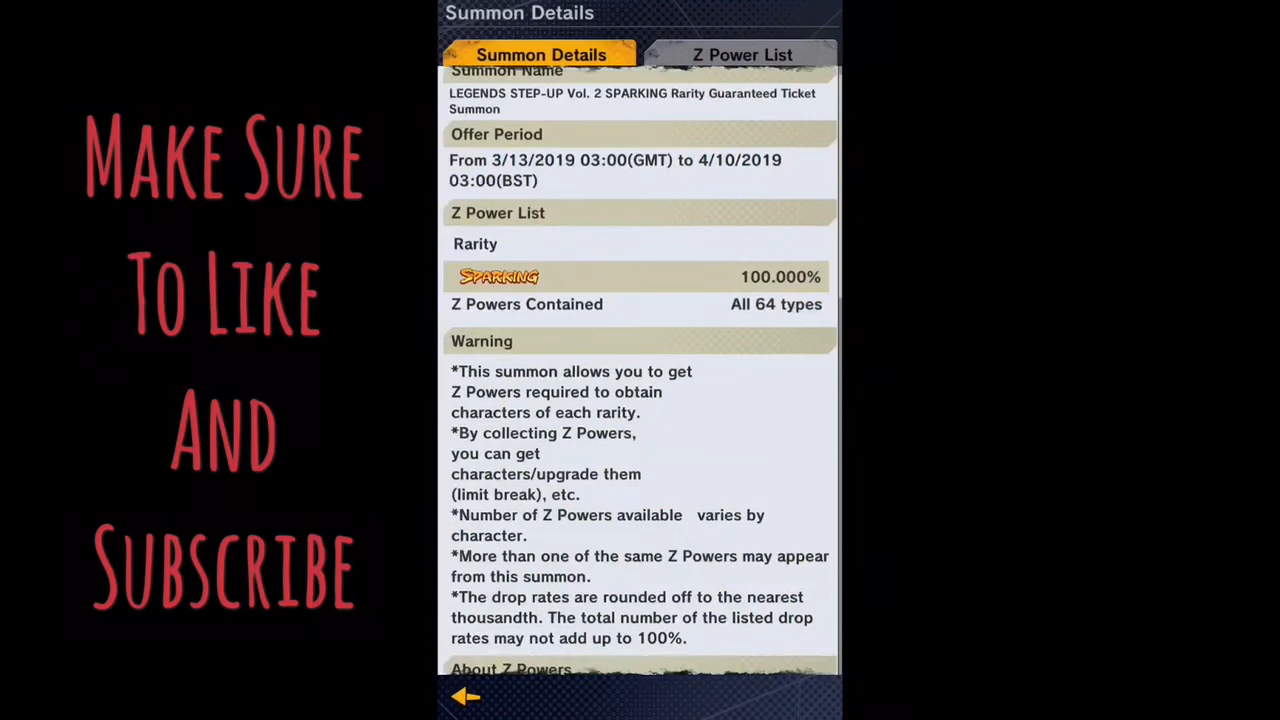 Make Sure
To Like
And
Subscribe
Summon Details
Summon Details
Z Power List
Summon Name
LEGENDS STEP-UP Vol. 2 SPARKING Rarity Guaranteed Ticket
Summon
Offer Period
From 3/13/2019 03:00(GMT) to 4/10/2019
03:00(BST)
Z Power List
Rarity
SPARKING 100.000%
Z Powers Contained All 64 types
Warning
*This summon allows you to get
Z Powers required to obtain
characters of each rarity.
*By collecting Z Powers,
you can get
characters/upgrade them
(limit break), etc.
*Number of Z Powers available varies by
character.
*More than one of the same Z Powers may appear
from this summon.
*The drop rates are rounded off to the nearest
thousandth. The total number of the listed drop
rates may not add up to 100%.
About Z Powers